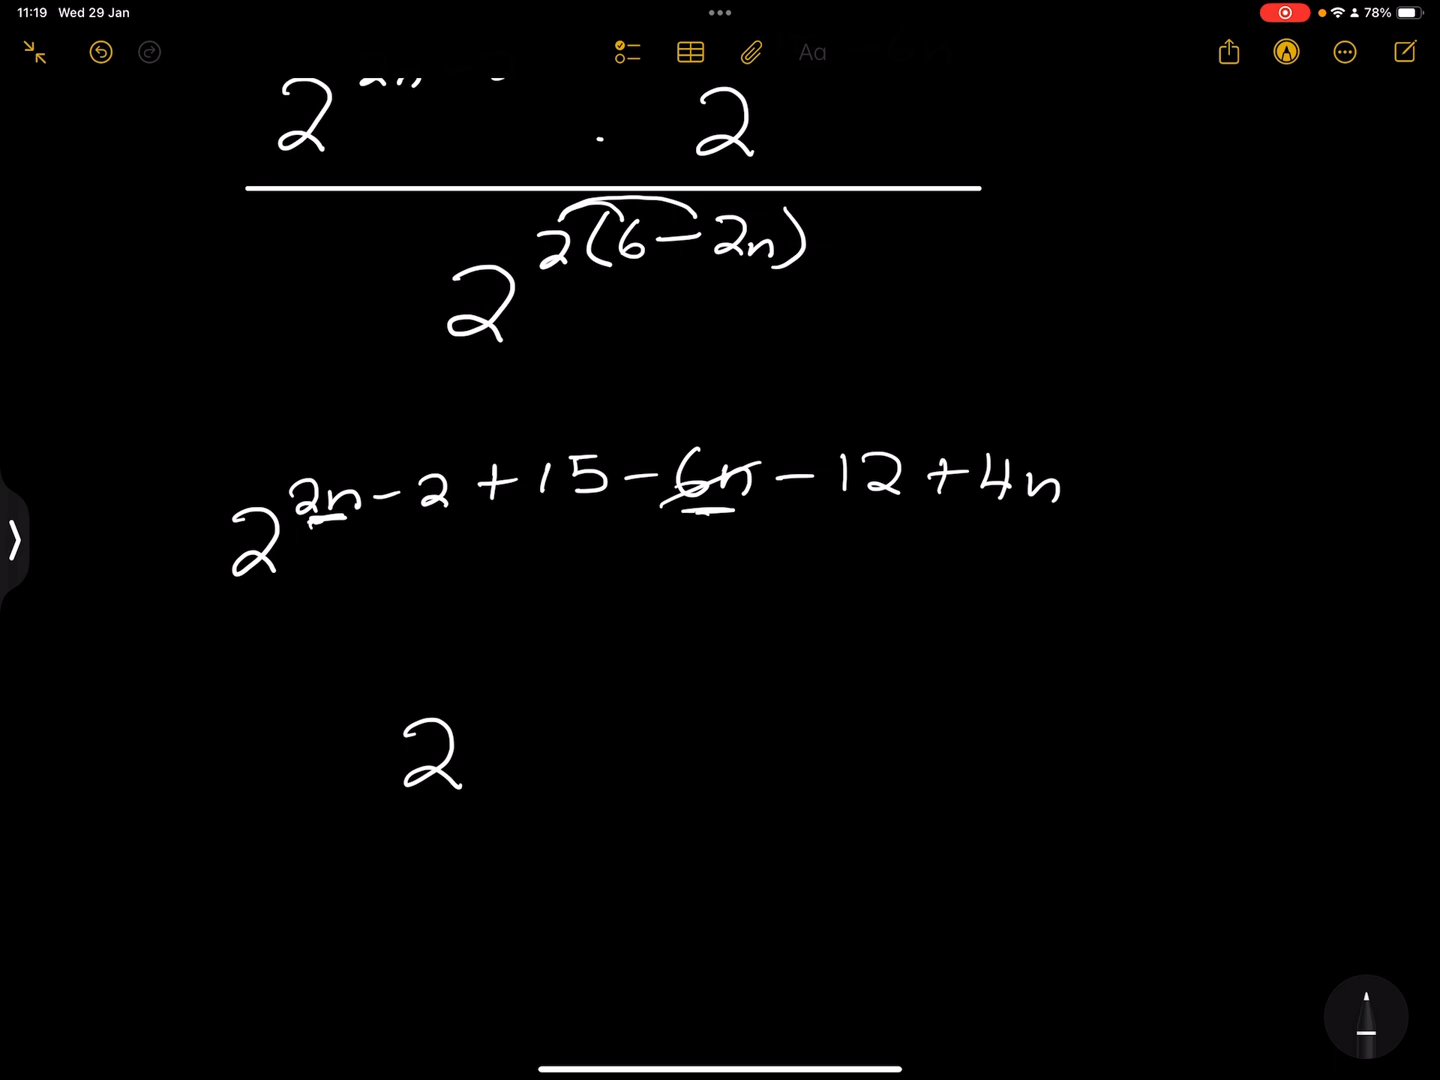 11:19 Wed 29 Jan 78%
Aa
2 . 2
2^{2(6-2n)}
2^{2n-2+15-6n-12+4n}
2